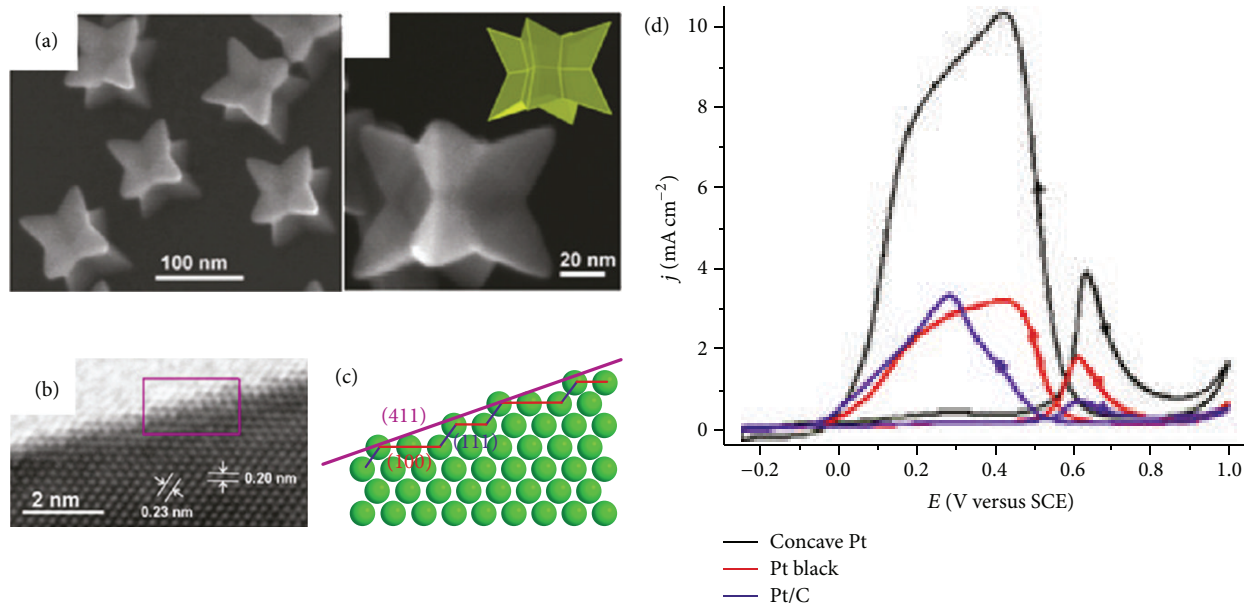 (a)
100 nm
20 nm
(b)
2 nm
0.23 nm
0.20 nm
(c)
(411)
(111)
(100)
(d)
10
8
6
4
2
0
j (mA cm−2)
−0.2 0.0 0.2 0.4 0.6 0.8 1.0
E (V versus SCE)
Concave Pt
Pt black
Pt/C